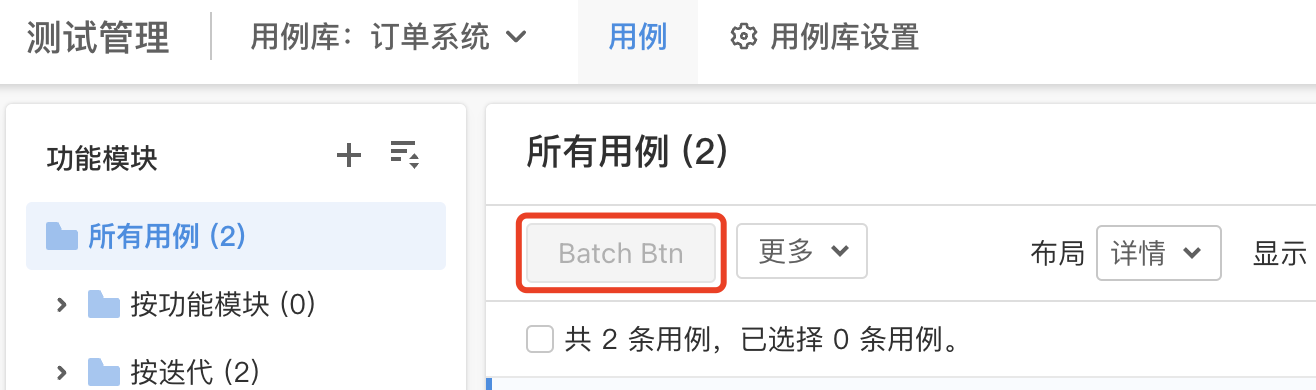 测试管理 用例库：订单系统 用例 用例库设置
功能模块
所有用例 (2)
按功能模块 (0)
按迭代 (2)
所有用例 (2)
Batch Btn 更多 布局 详情 显示
共 2 条用例，已选择 0 条用例。